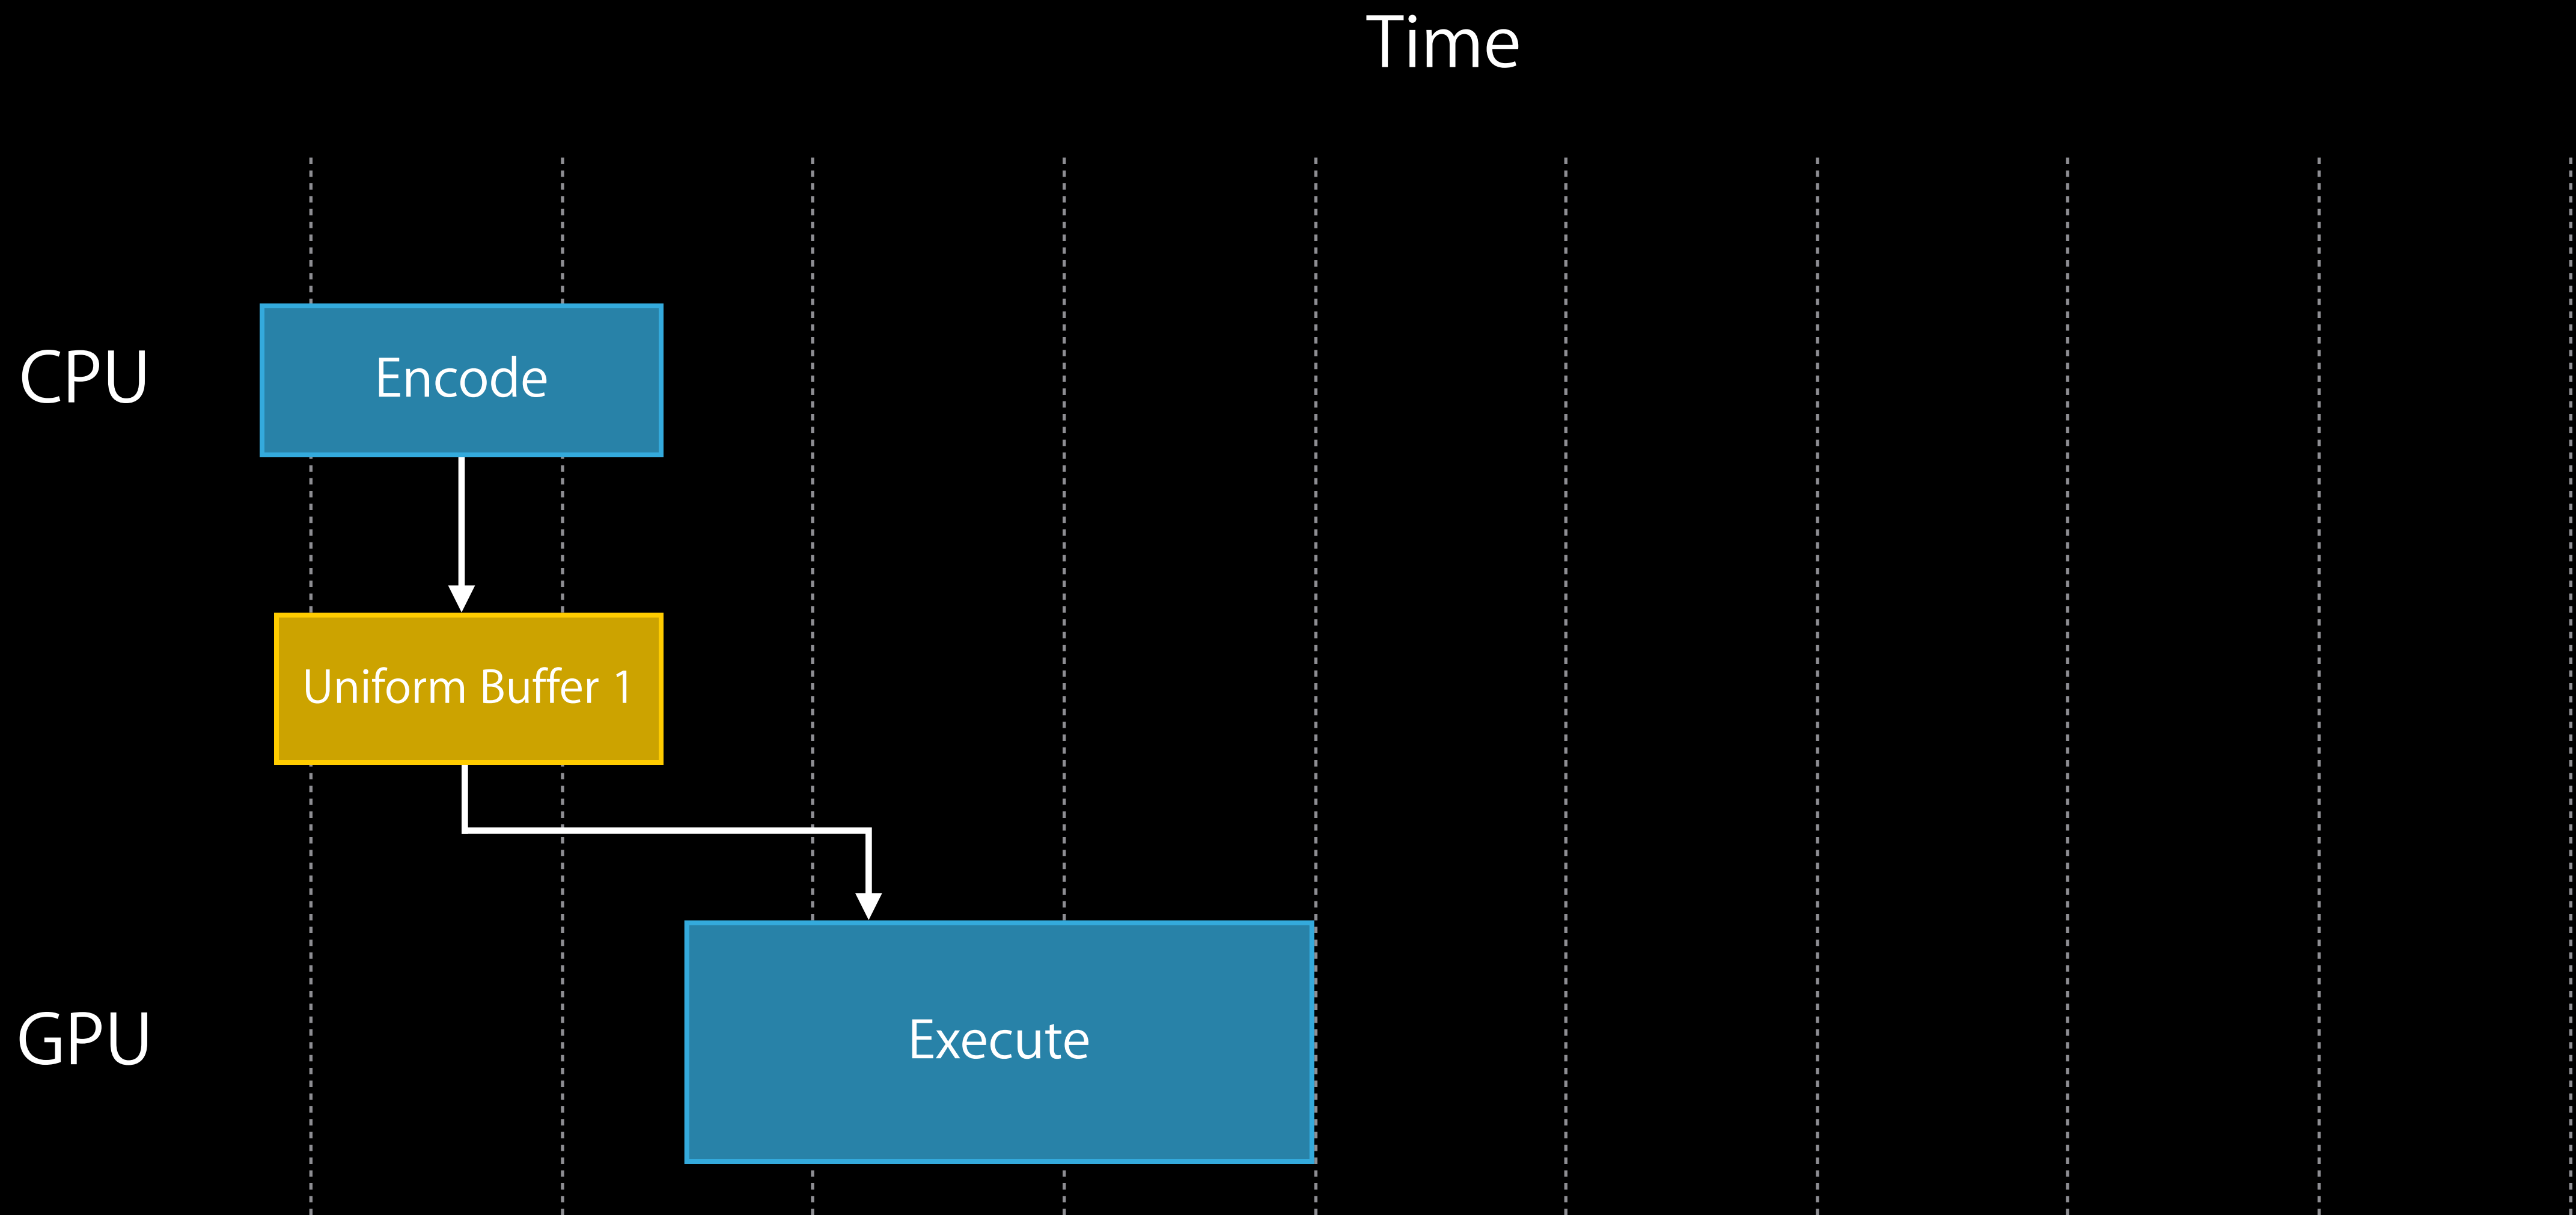 Time
CPU
Encode
Uniform Buffer 1
GPU
Execute